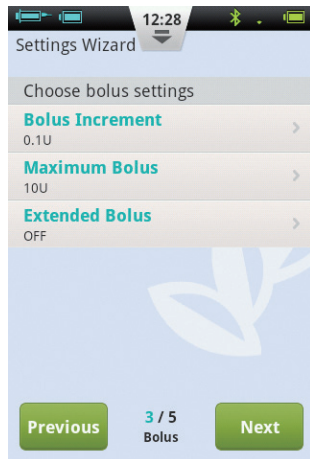 12:28
Settings Wizard
Choose bolus settings
Bolus Increment
0.1U
Maximum Bolus
10U
Extended Bolus
OFF
Previous
3 / 5
Bolus
Next